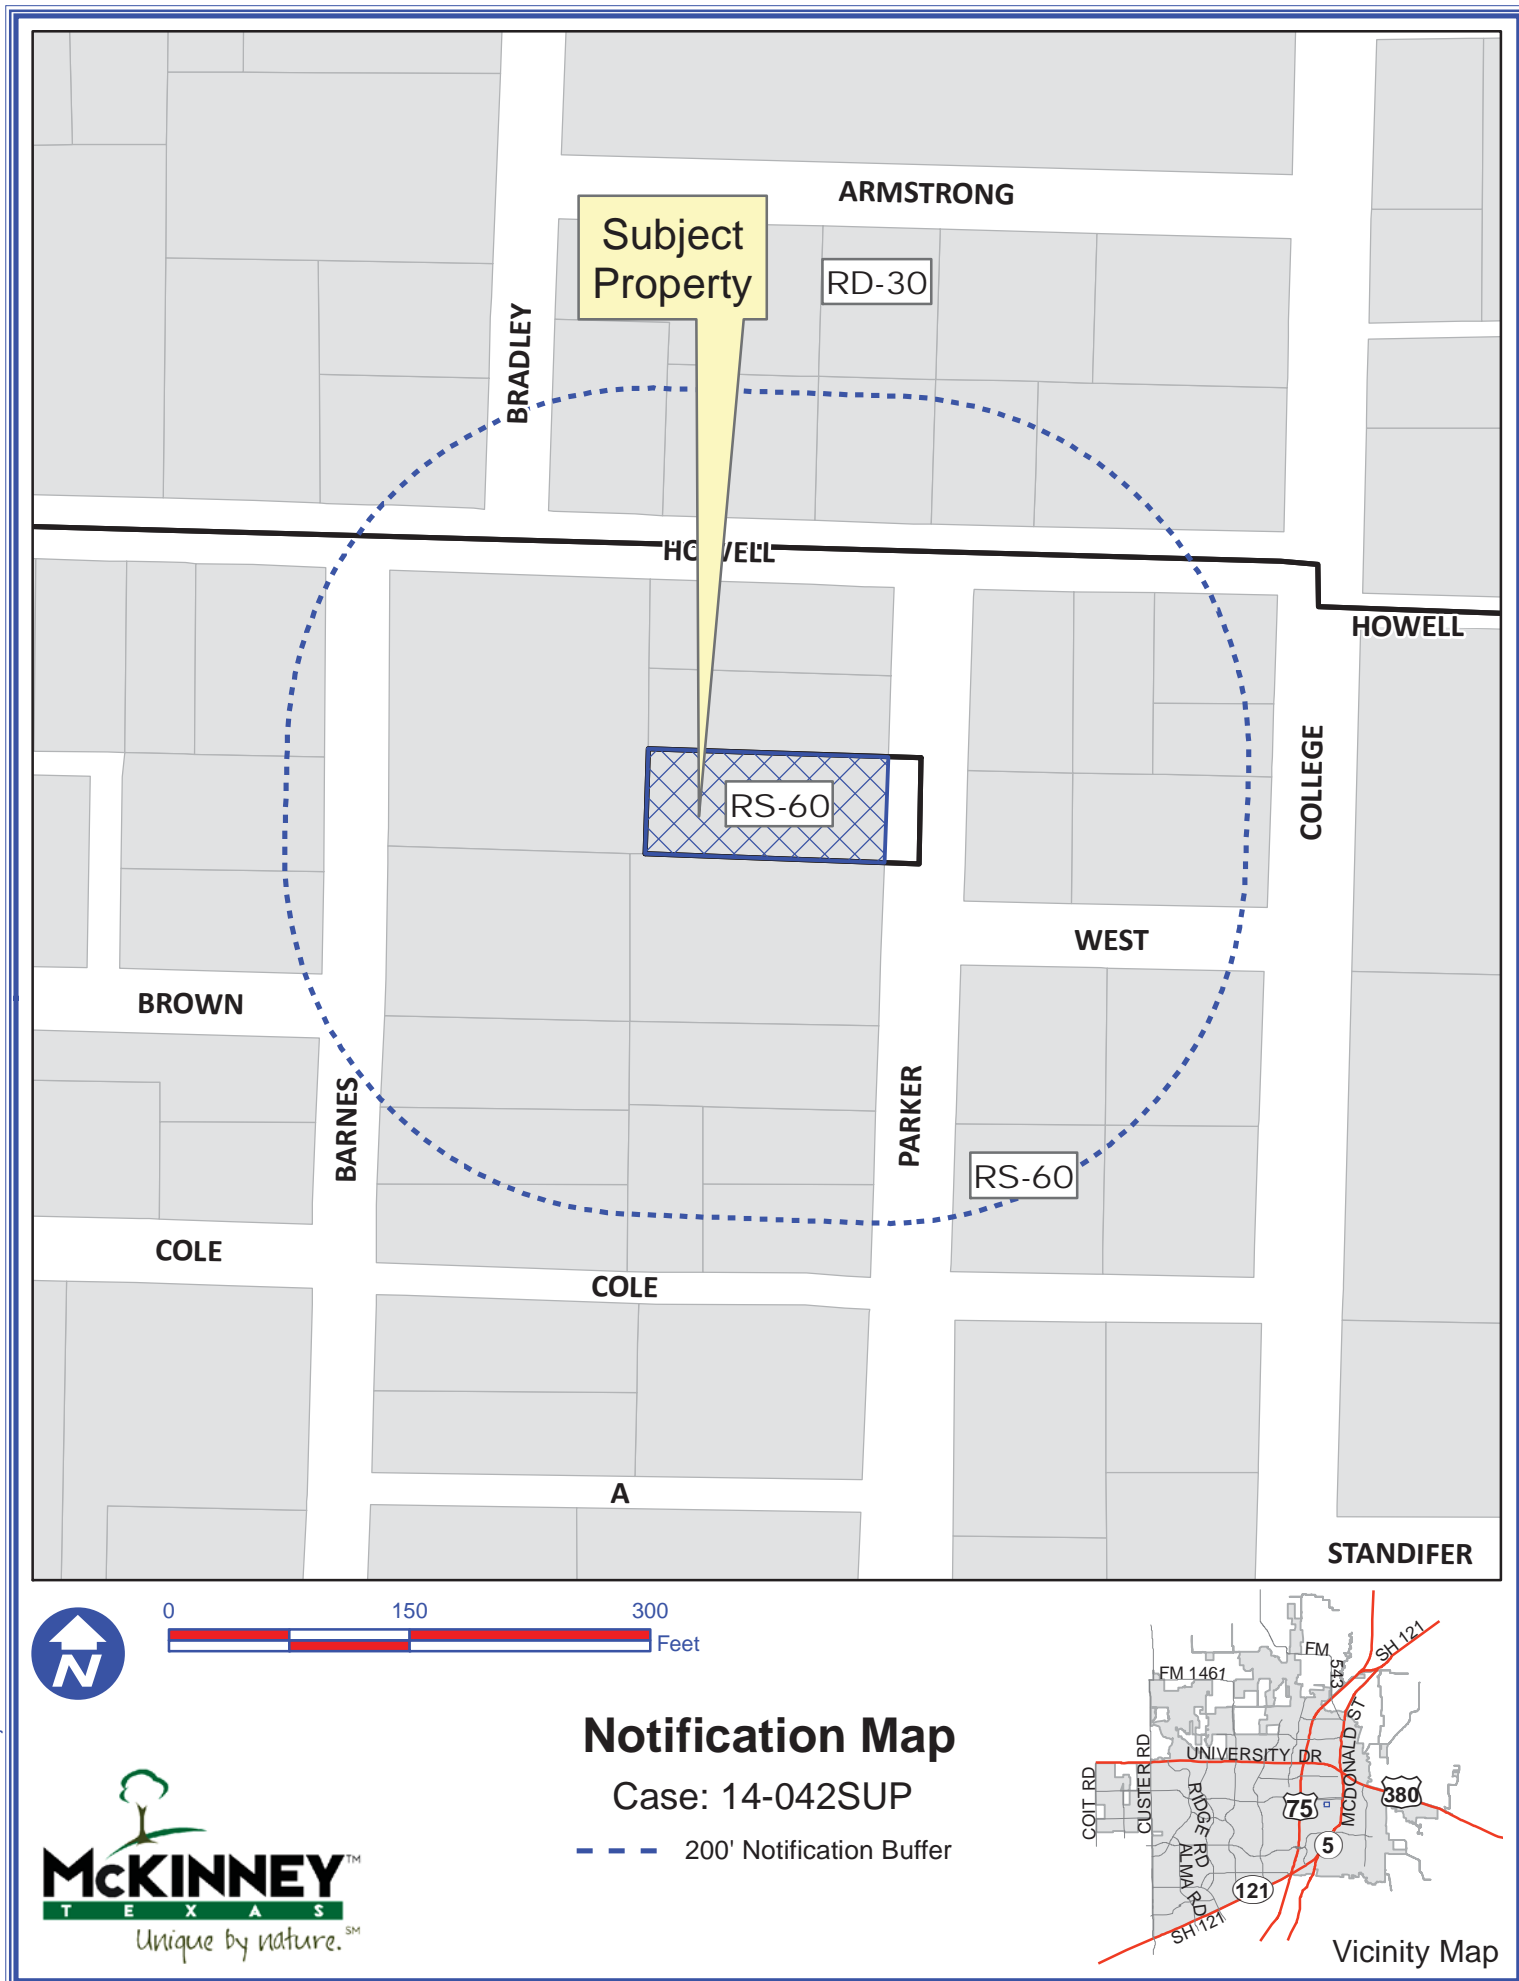 ARMSTRONG
Subject
Property
RD-30
BRADLEY
HOWELL
HOWELL
RS-60
COLLEGE
WEST
BROWN
BARNES
PARKER
RS-60
COLE
COLE
A
STANDIFER
N
0 150 300
Feet
Notification Map
Case: 14-042SUP
200' Notification Buffer
McKINNEY™
TEXAS
Unique by nature.℠
FM 543
SH 121
FM 1461
UNIVERSITY DR
MCDONALD ST
COIT RD
CUSTER RD
RIDGE RD
ALMA RD
75
380
5
121
SH 121
Vicinity Map